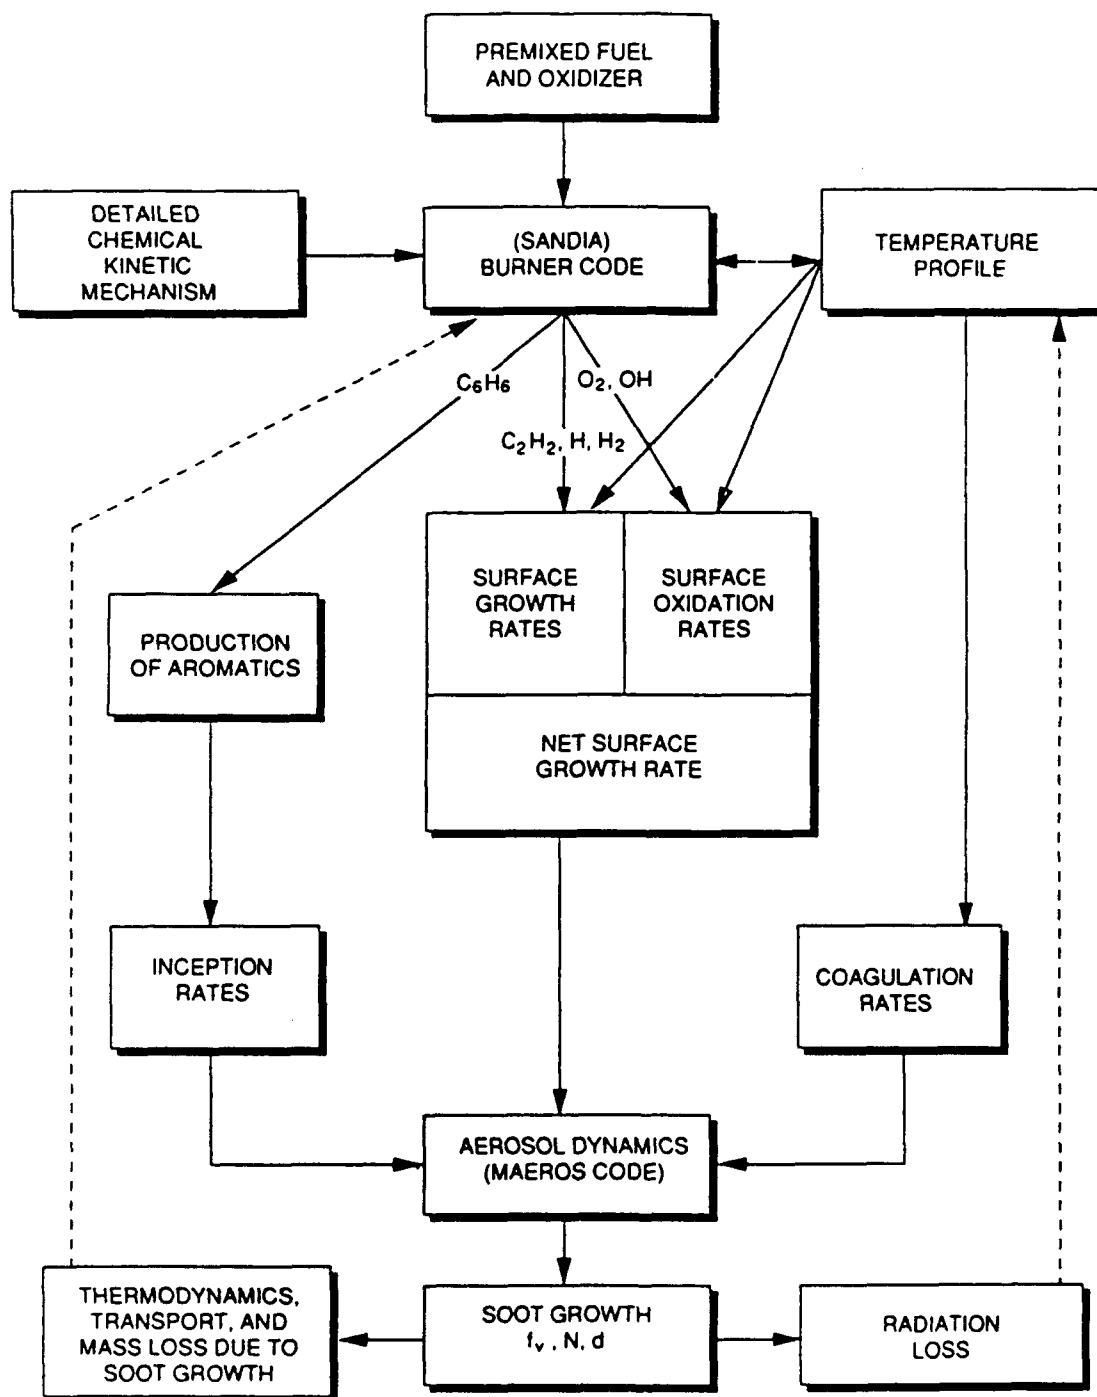 PREMIXED FUEL
AND OXIDIZER
DETAILED
CHEMICAL
KINETIC
MECHANISM
(SANDIA)
BURNER CODE
TEMPERATURE
PROFILE
C₆H₆
O₂, OH
C₂H₂, H, H₂
SURFACE
GROWTH
RATES
SURFACE
OXIDATION
RATES
PRODUCTION
OF AROMATICS
NET SURFACE
GROWTH RATE
INCEPTION
RATES
COAGULATION
RATES
AEROSOL DYNAMICS
(MAEROS CODE)
THERMODYNAMICS,
TRANSPORT, AND
MASS LOSS DUE TO
SOOT GROWTH
SOOT GROWTH
fᵥ , N, d
RADIATION
LOSS